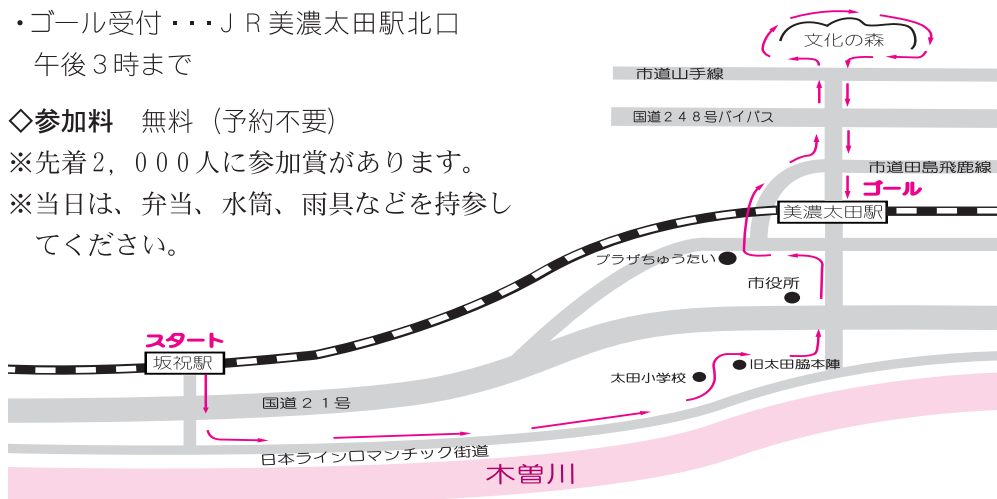 ・ゴール受付・・・ＪＲ美濃太田駅北口
午後３時まで
◇参加料　無料（予約不要）
※先着２，０００人に参加賞があります。
※当日は、弁当、水筒、雨具などを持参し
てください。
文化の森
市道山手線
国道２４８号バイパス
市道田島飛鹿線
ゴール
美濃太田駅
プラザちゅうたい
市役所
スタート
坂祝駅
旧太田脇本陣
太田小学校
国道２１号
日本ラインロマンチック街道
木曽川